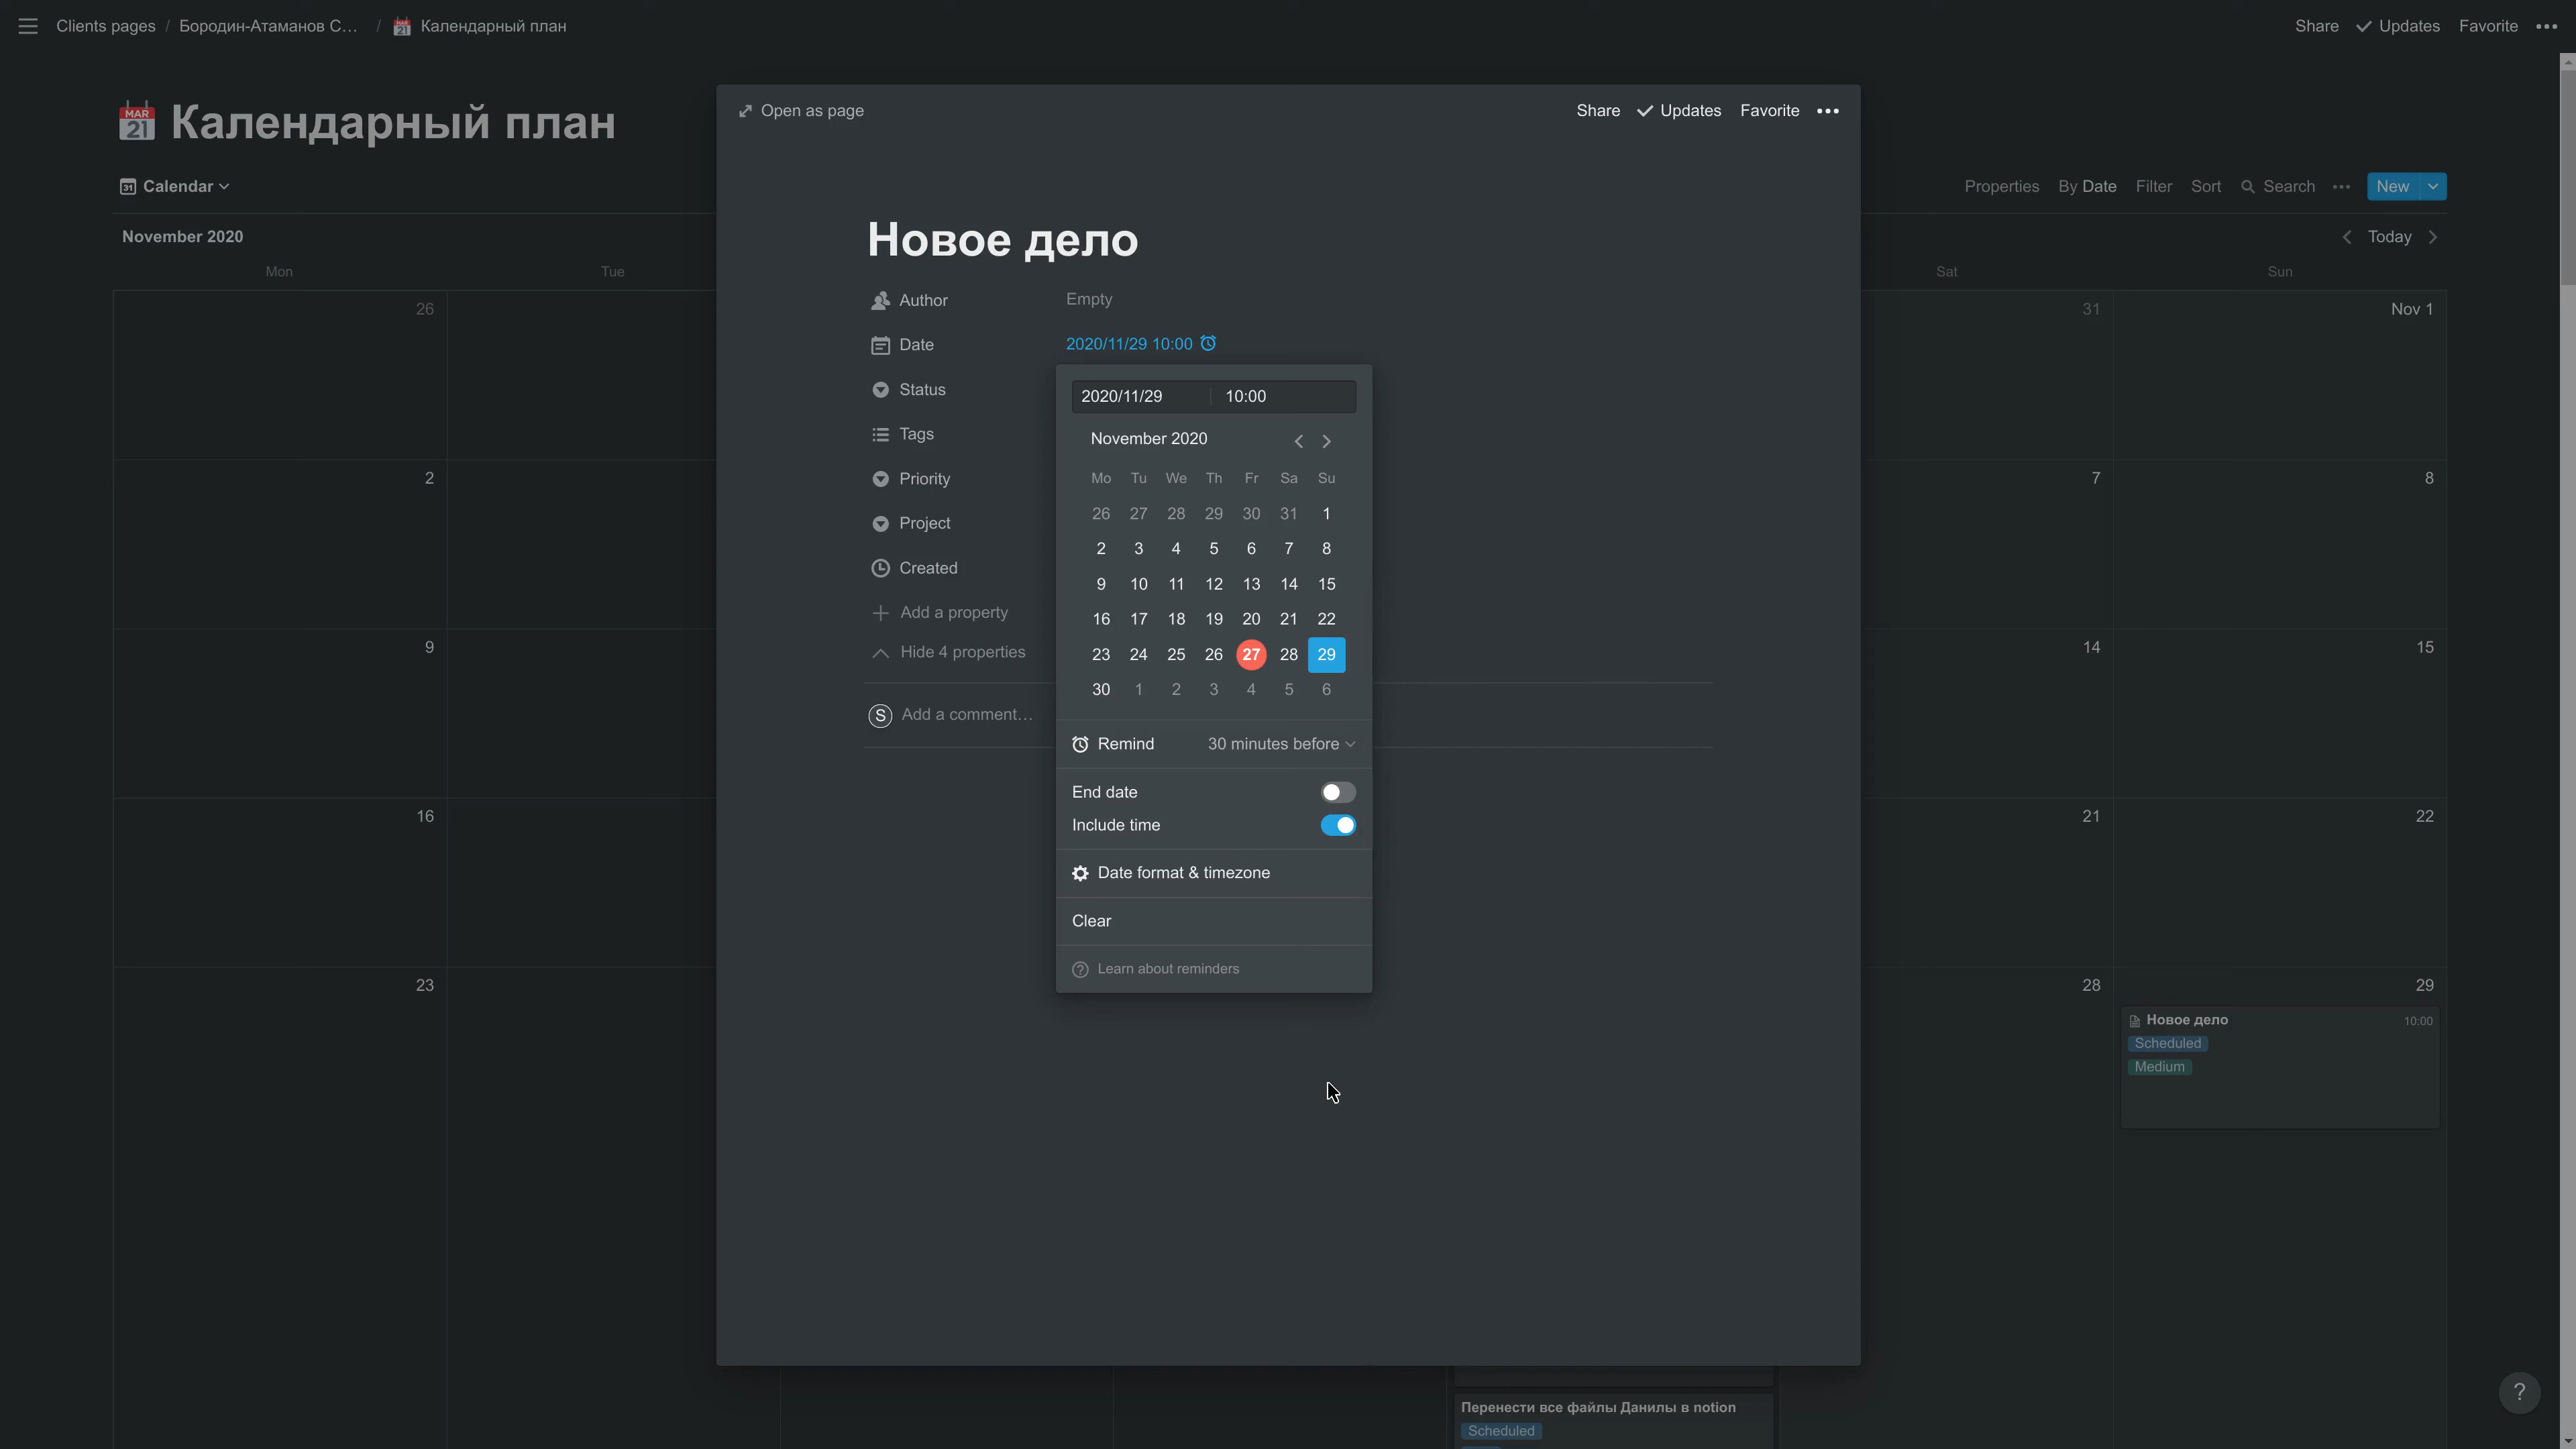 Clients pages / Бородин-Атаманов С... / Календарный план
Share Updates Favorite
Календарный план
Calendar
Properties By Date Filter Sort Search New
November 2020
Today
Mon Tue Sat Sun
26 31 Nov 1
2 7 8
9 14 15
16 21 22
23 28 29
Новое дело 10:00
Scheduled
Medium
Перенести все файлы Данилы в notion
Scheduled
Open as page
Share Updates Favorite
Новое дело
Author Empty
Date 2020/11/29 10:00
Status
Tags
Priority
Project
Created
Add a property
Hide 4 properties
S Add a comment...
2020/11/29 10:00
November 2020
Mo Tu We Th Fr Sa Su
26 27 28 29 30 31 1
2 3 4 5 6 7 8
9 10 11 12 13 14 15
16 17 18 19 20 21 22
23 24 25 26 27 28 29
30 1 2 3 4 5 6
Remind 30 minutes before
End date
Include time
Date format & timezone
Clear
Learn about reminders
?